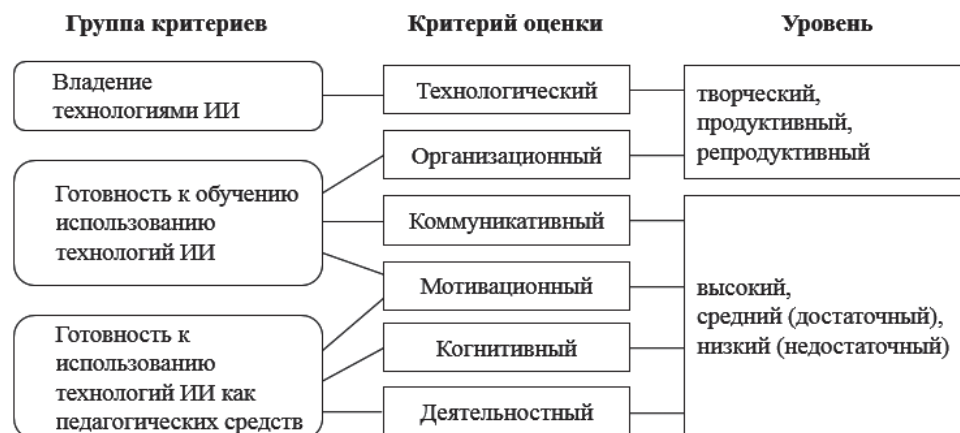 Группа критериев
Критерий оценки
Уровень
Владение
технологиями ИИ
Готовность к обучению
использованию
технологий ИИ
Готовность к
использованию
технологий ИИ как
педагогических средств
Технологический
Организационный
Коммуникативный
Мотивационный
Когнитивный
Деятельностный
творческий,
продуктивный,
репродуктивный
высокий,
средний (достаточный),
низкий (недостаточный)